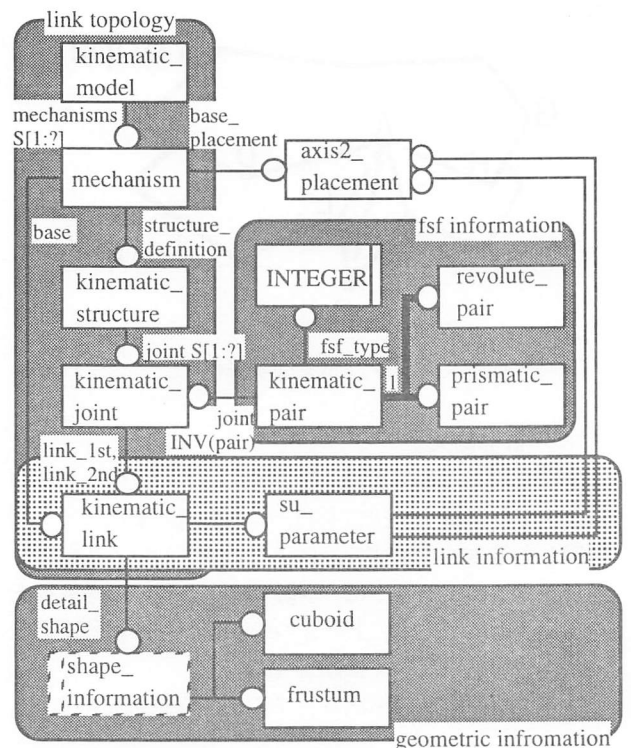 link topology
kinematic_
model
mechanisms
S[1:?]
base_
placement
axis2_
placement
mechanism
base
structure_
definition
fsf information
INTEGER
revolute_
pair
kinematic_
structure
fsf_type
joint S[1:?]
kinematic_
joint
kinematic_
pair
1
prismatic_
pair
joint
INV(pair)
link_1st,
link_2nd
kinematic_
link
su_
parameter
link information
detail_
shape
cuboid
shape_
information
frustum
geometric infromation